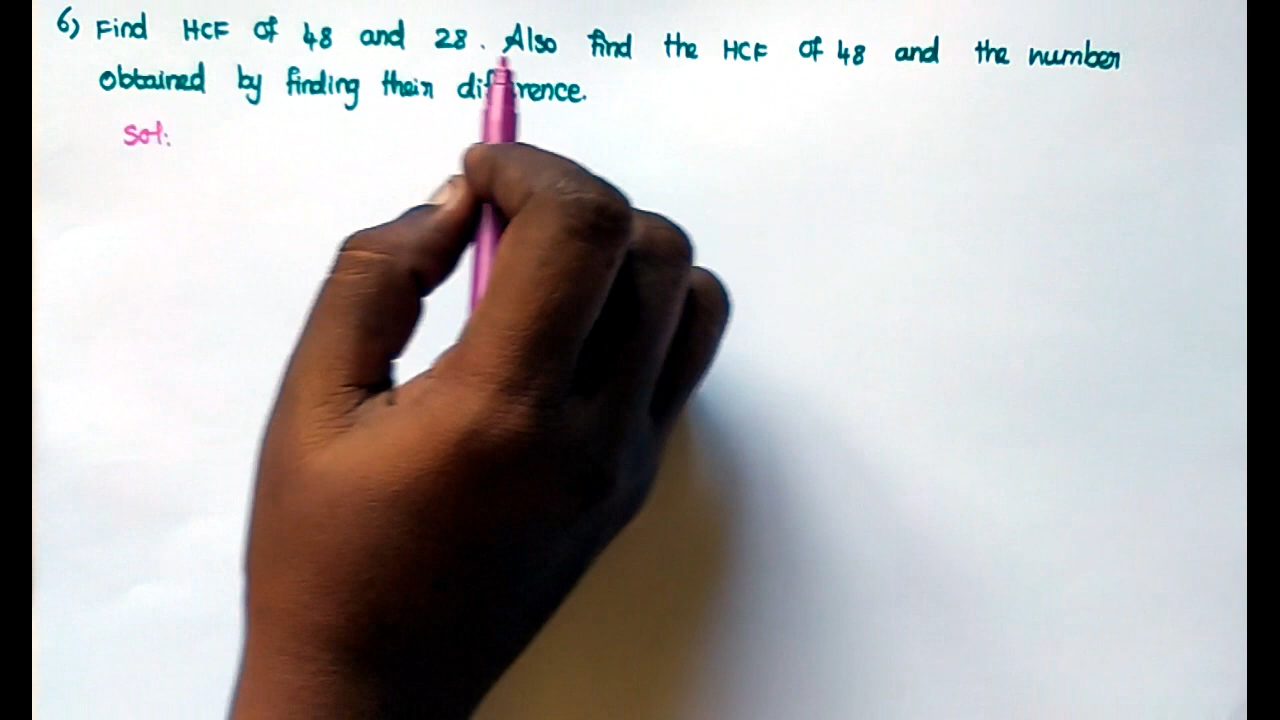 6) Find HCF of 48 and 28. Also find the HCF of 48 and the number
obtained by finding their difference.
Sol: